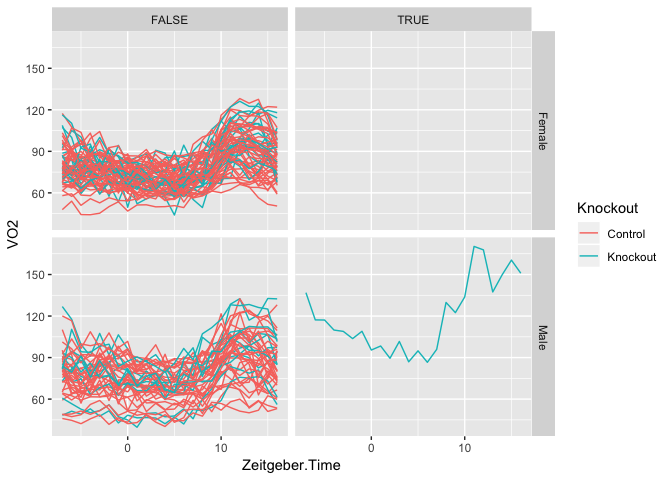 FALSE
TRUE
150
120
90
60
Female
150
120
90
60
Male
VO2
0
10
0
10
Zeitgeber.Time
Knockout
Control
Knockout